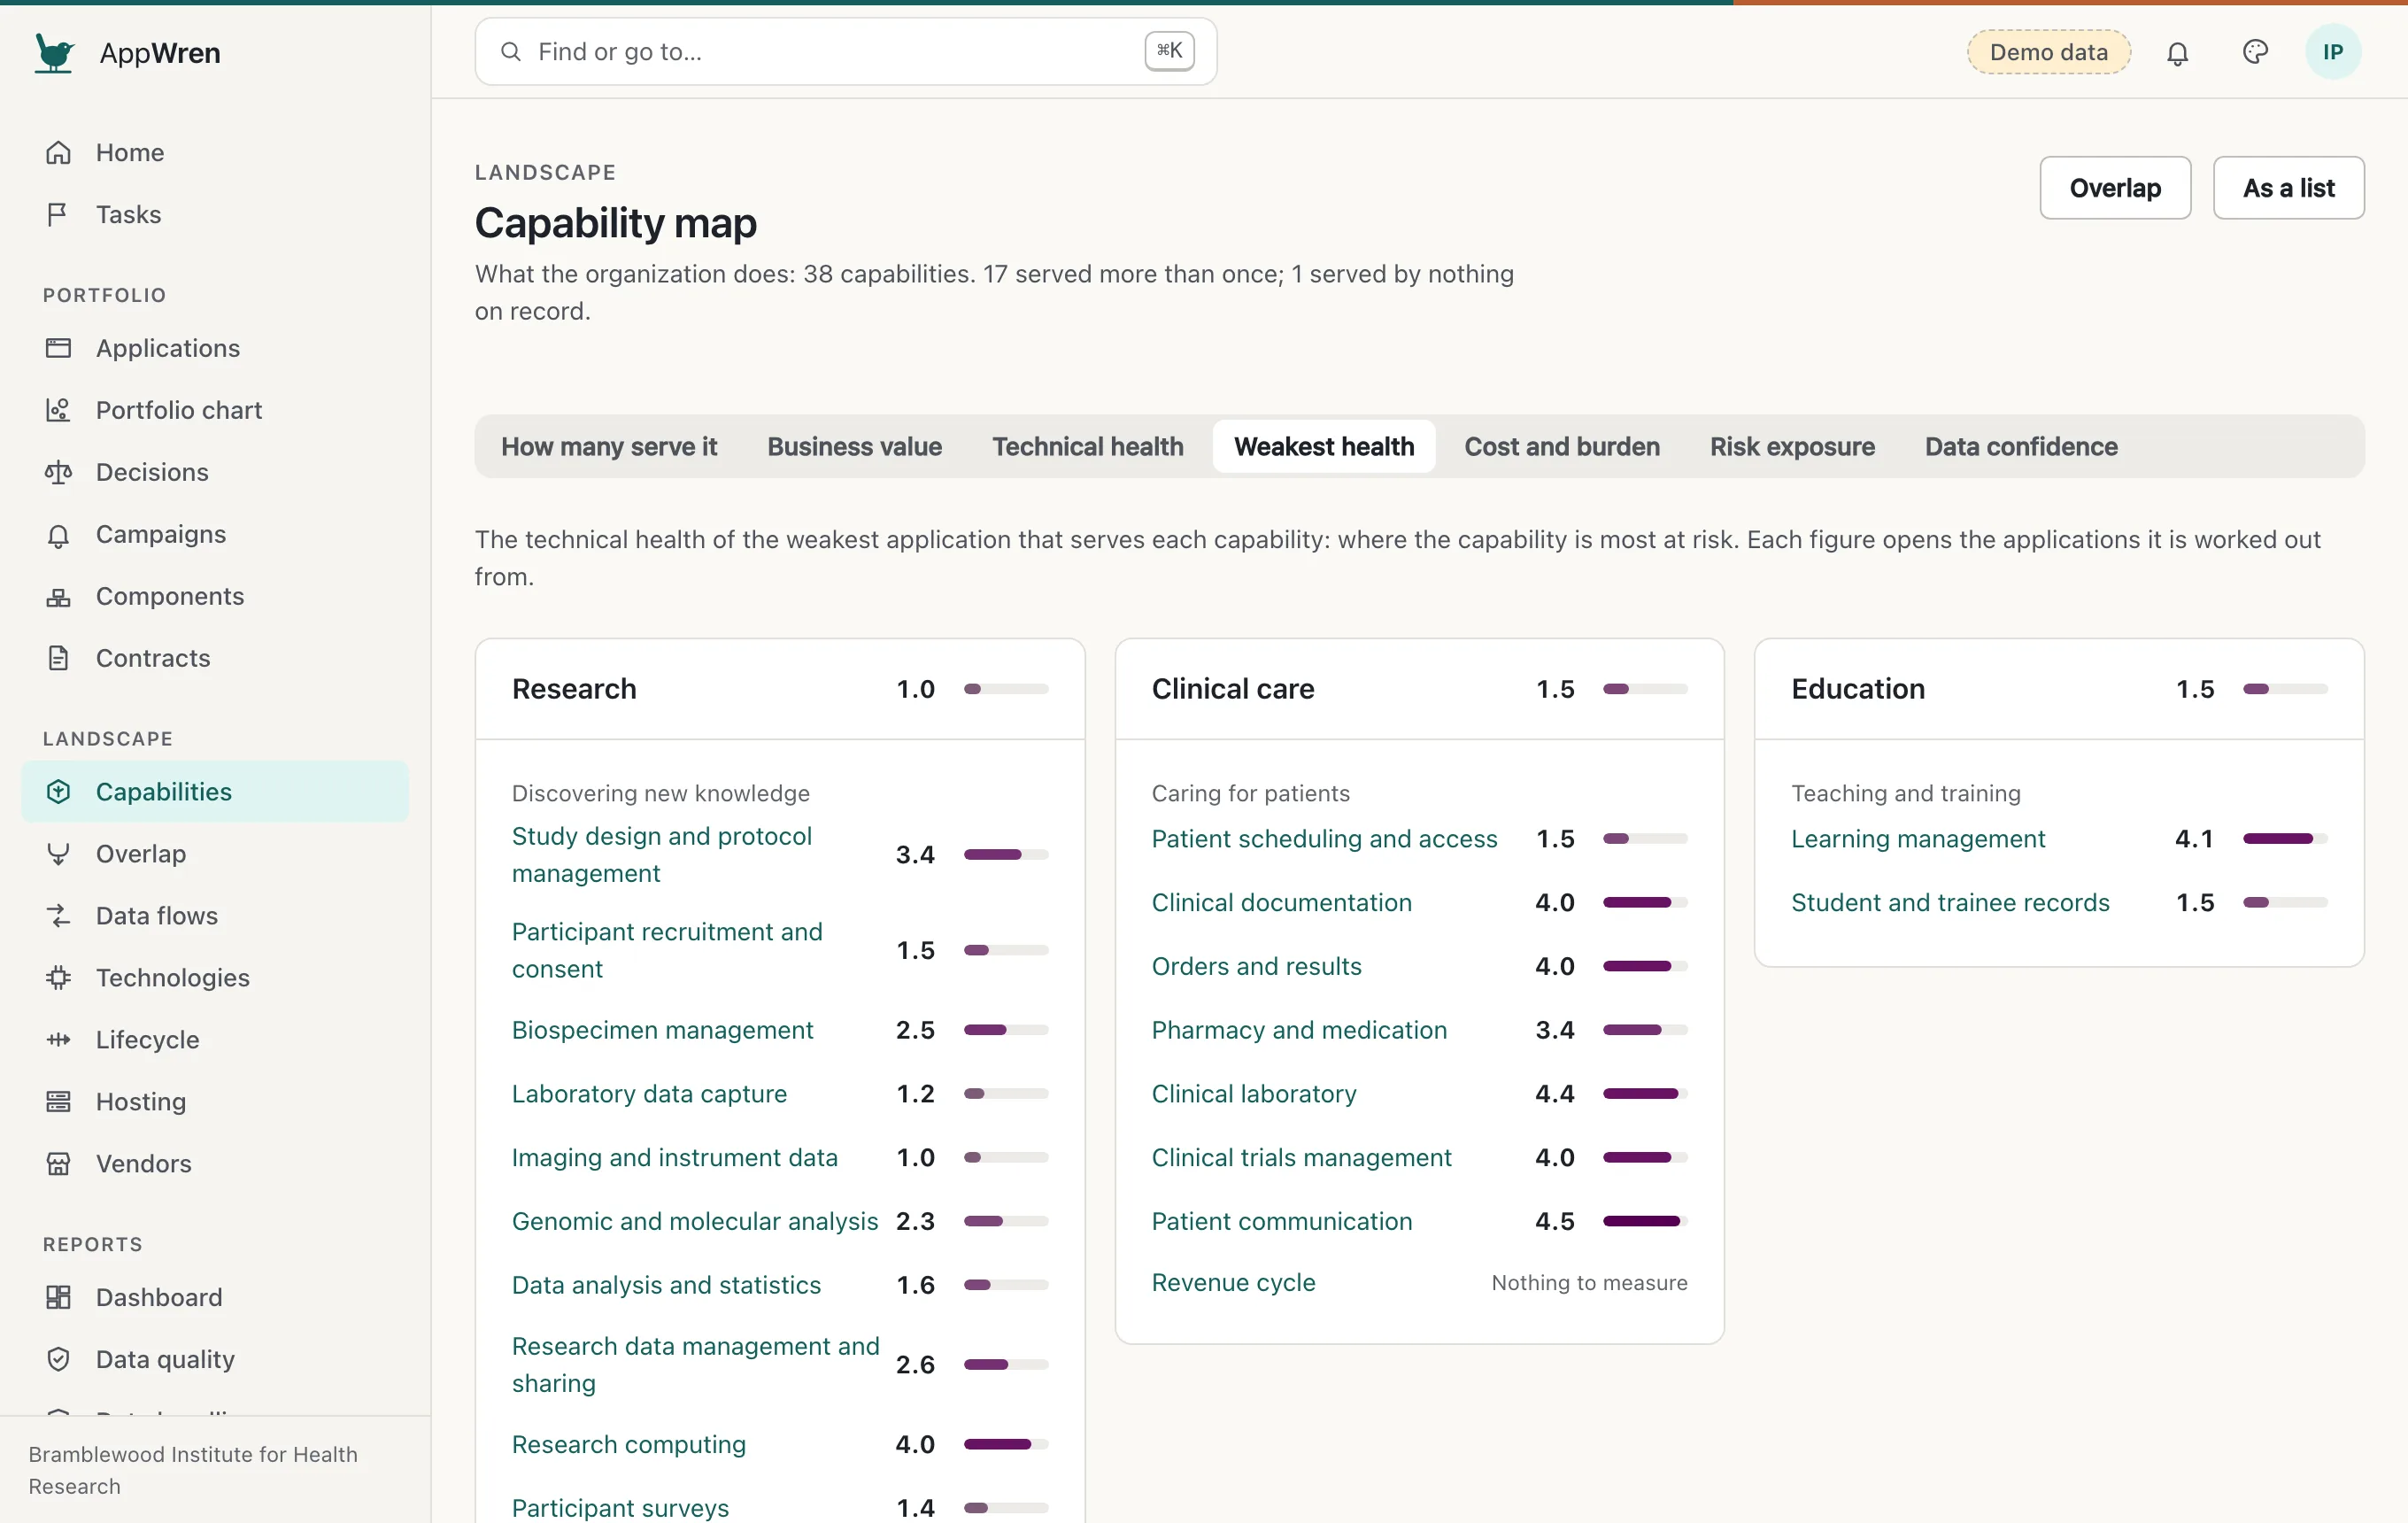 AppWren
Find or go to...
⌘K
Demo data
IP
Home
Tasks
PORTFOLIO
Applications
Portfolio chart
Decisions
Campaigns
Components
Contracts
LANDSCAPE
Capabilities
Overlap
Data flows
Technologies
Lifecycle
Hosting
Vendors
REPORTS
Dashboard
Data quality
Bramblewood Institute for Health
Research
LANDSCAPE
Capability map
What the organization does: 38 capabilities. 17 served more than once; 1 served by nothing
on record.
Overlap
As a list
How many serve it
Business value
Technical health
Weakest health
Cost and burden
Risk exposure
Data confidence
The technical health of the weakest application that serves each capability: where the capability is most at risk. Each figure opens the applications it is worked out
from.
Research 1.0
Discovering new knowledge
Study design and protocol
management 3.4
Participant recruitment and
consent 1.5
Biospecimen management 2.5
Laboratory data capture 1.2
Imaging and instrument data 1.0
Genomic and molecular analysis 2.3
Data analysis and statistics 1.6
Research data management and
sharing 2.6
Research computing 4.0
Participant surveys 1.4
Clinical care 1.5
Caring for patients
Patient scheduling and access 1.5
Clinical documentation 4.0
Orders and results 4.0
Pharmacy and medication 3.4
Clinical laboratory 4.4
Clinical trials management 4.0
Patient communication 4.5
Revenue cycle Nothing to measure
Education 1.5
Teaching and training
Learning management 4.1
Student and trainee records 1.5